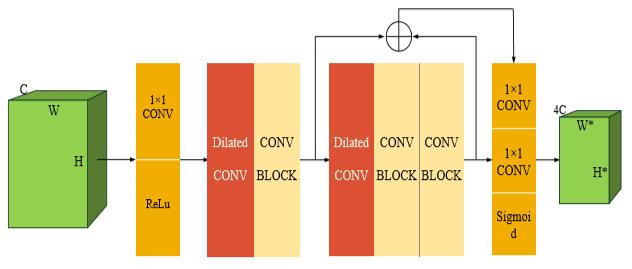 C
W
H
1×1
CONV
ReLu
Dilated
CONV
CONV
BLOCK
Dilated
CONV
CONV
BLOCK
CONV
BLOCK
1×1
CONV
1×1
CONV
Sigmoi
d
4C
W*
H*